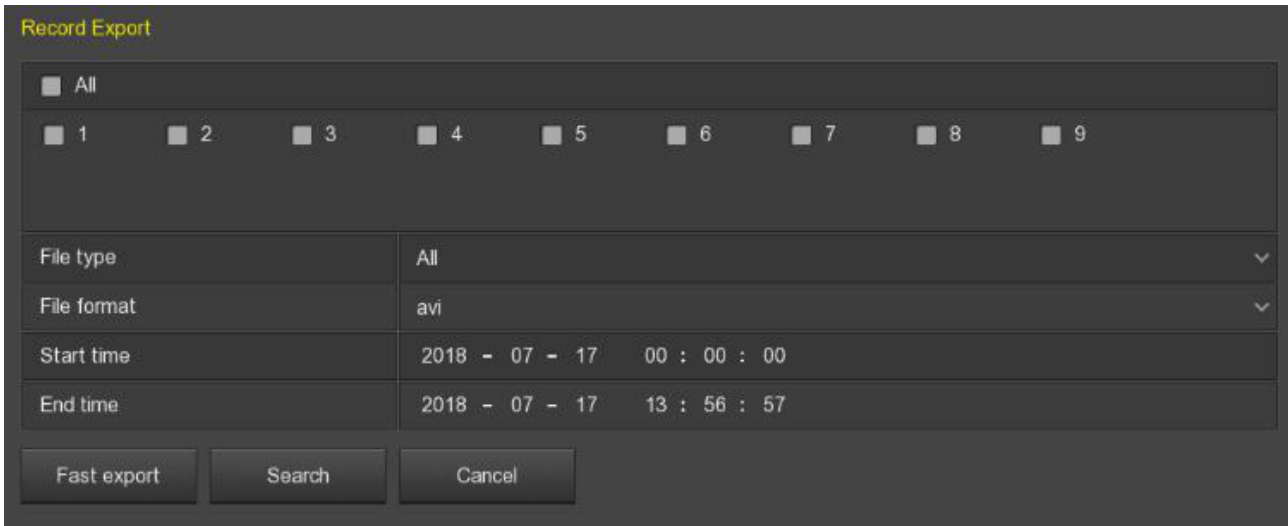 Record Export
All
1 2 3 4 5 6 7 8 9
File type All
File format avi
Start time 2018 - 07 - 17 00 : 00 : 00
End time 2018 - 07 - 17 13 : 56 : 57
Fast export Search Cancel